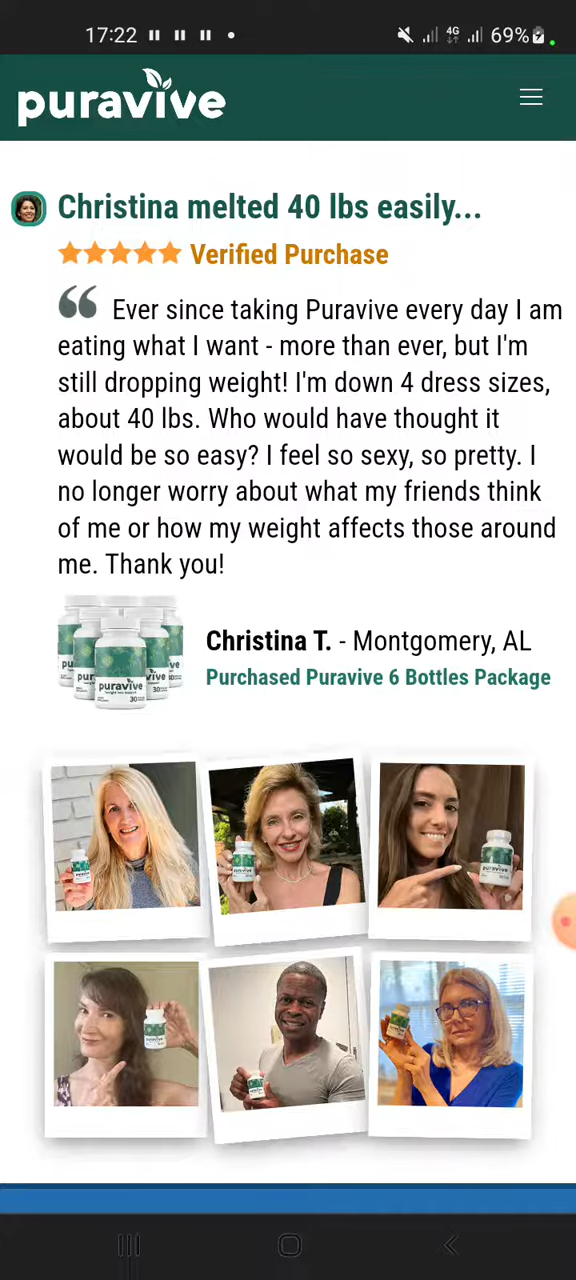 17:22
4G
69%
puravive
Christina melted 40 lbs easily...
Verified Purchase
“ Ever since taking Puravive every day I am
eating what I want - more than ever, but I'm
still dropping weight! I'm down 4 dress sizes,
about 40 lbs. Who would have thought it
would be so easy? I feel so sexy, so pretty. I
no longer worry about what my friends think
of me or how my weight affects those around
me. Thank you!
puravive
Christina T. - Montgomery, AL
Purchased Puravive 6 Bottles Package
puravive